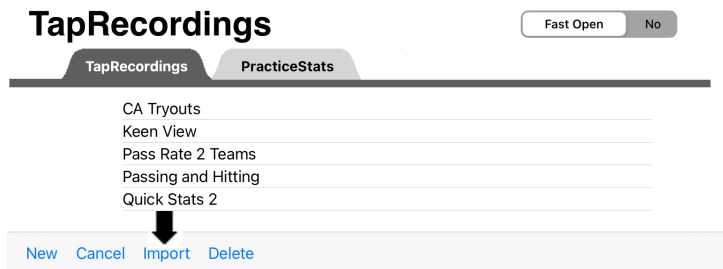 TapRecordings
Fast Open No
TapRecordings PracticeStats
CA Tryouts
Keen View
Pass Rate 2 Teams
Passing and Hitting
Quick Stats 2
New Cancel Import Delete